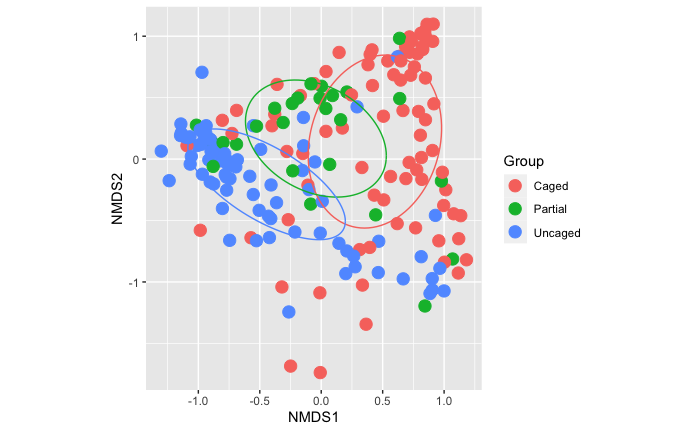 1
0
-1
NMDS2
-1.0
-0.5
0.0
0.5
1.0
NMDS1
Group
Caged
Partial
Uncaged